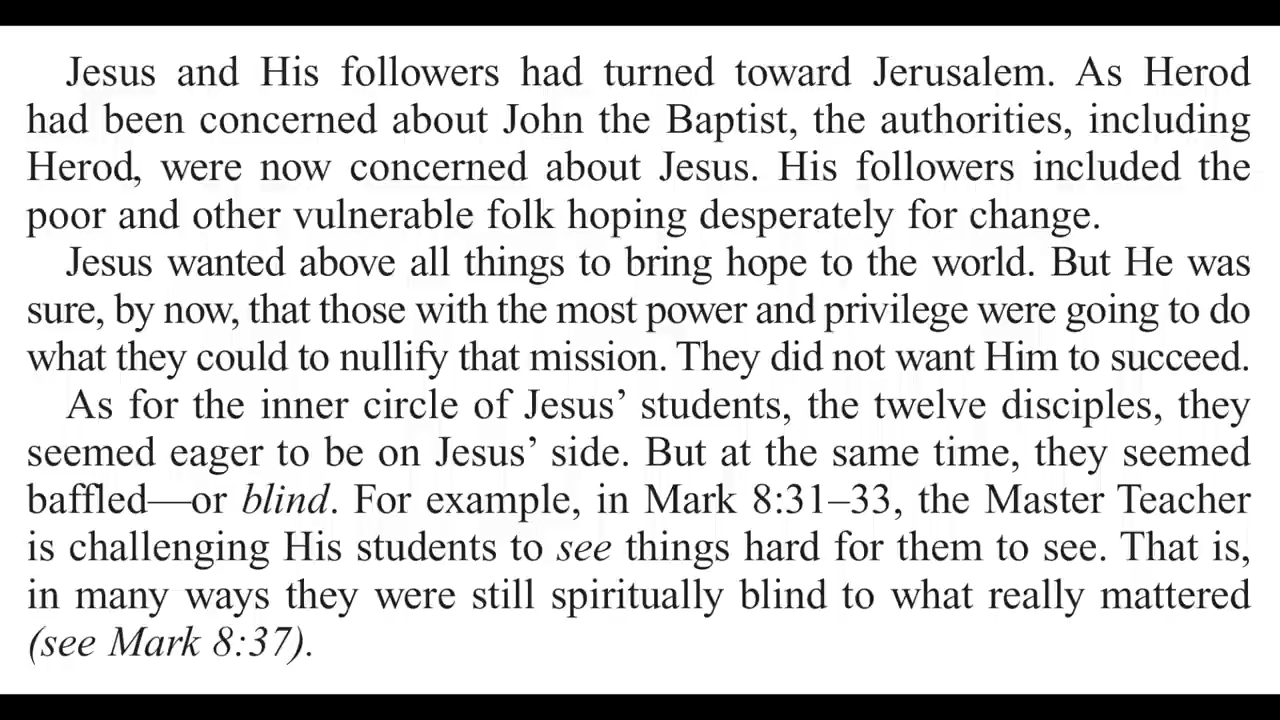 Jesus and His followers had turned toward Jerusalem. As Herod
had been concerned about John the Baptist, the authorities, including
Herod, were now concerned about Jesus. His followers included the
poor and other vulnerable folk hoping desperately for change.
Jesus wanted above all things to bring hope to the world. But He was
sure, by now, that those with the most power and privilege were going to do
what they could to nullify that mission. They did not want Him to succeed.
As for the inner circle of Jesus’ students, the twelve disciples, they
seemed eager to be on Jesus’ side. But at the same time, they seemed
baffled—or blind. For example, in Mark 8:31–33, the Master Teacher
is challenging His students to see things hard for them to see. That is,
in many ways they were still spiritually blind to what really mattered
(see Mark 8:37).